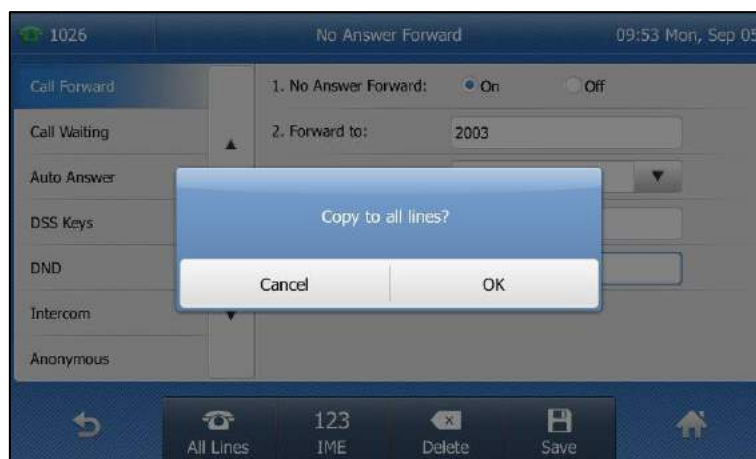 1026
No Answer Forward
09:53 Mon, Sep 05
Call Forward
Call Waiting
Auto Answer
DSS Keys
DND
Intercom
Anonymous
1. No Answer Forward:
On
Off
2. Forward to:
2003
Copy to all lines?
Cancel
OK
All Lines
123
IME
Delete
Save